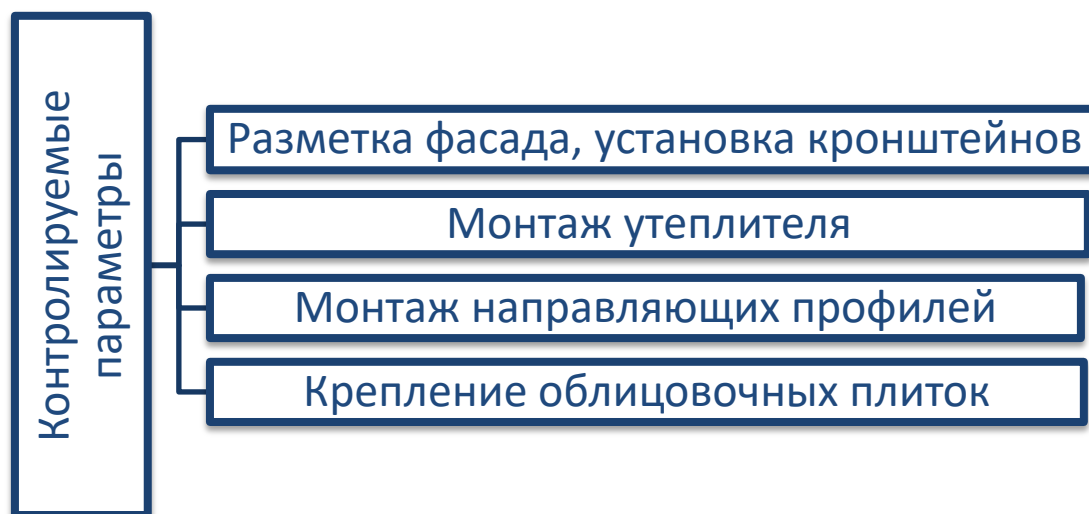 Контролируемые
параметры
Разметка фасада, установка кронштейнов
Монтаж утеплителя
Монтаж направляющих профилей
Крепление облицовочных плиток